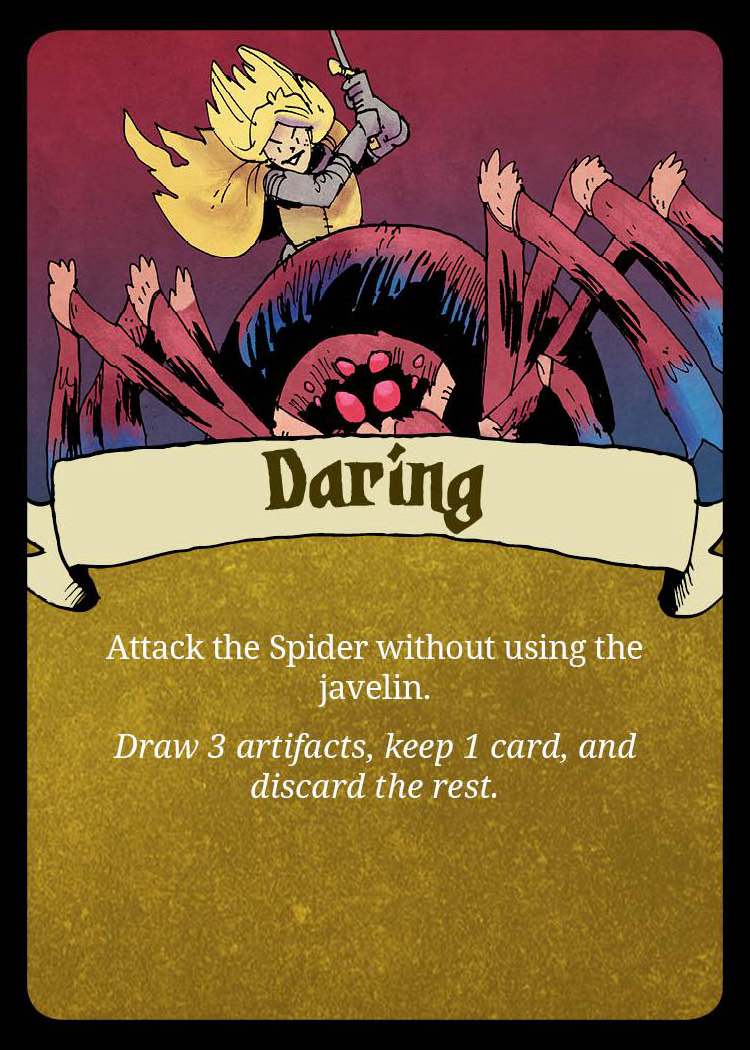 Daring
Attack the Spider without using the
javelin.
Draw 3 artifacts, keep 1 card, and
discard the rest.